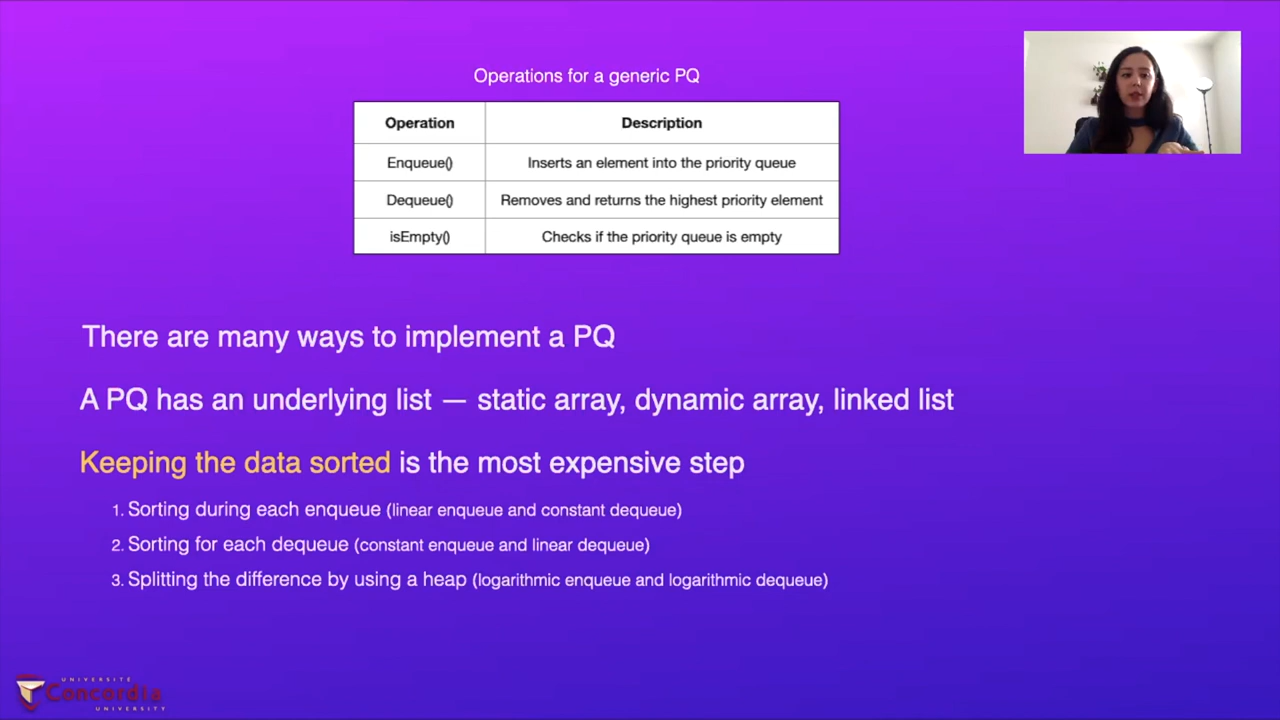 Operations for a generic PQ
Operation Description
Enqueue() Inserts an element into the priority queue
Dequeue() Removes and returns the highest priority element
isEmpty() Checks if the priority queue is empty
There are many ways to implement a PQ
A PQ has an underlying list — static array, dynamic array, linked list
Keeping the data sorted is the most expensive step
1. Sorting during each enqueue (linear enqueue and constant dequeue)
2. Sorting for each dequeue (constant enqueue and linear dequeue)
3. Splitting the difference by using a heap (logarithmic enqueue and logarithmic dequeue)
UNIVERSITÉ
Concordia
UNIVERSITY